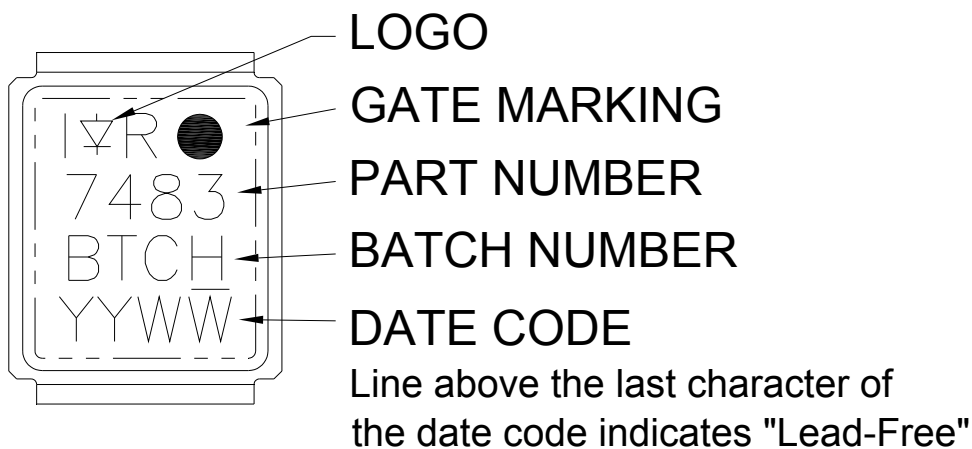 LOGO
I R
GATE MARKING
7483
PART NUMBER
BTCH
BATCH NUMBER
YYWW
DATE CODE
Line above the last character of
the date code indicates "Lead-Free"